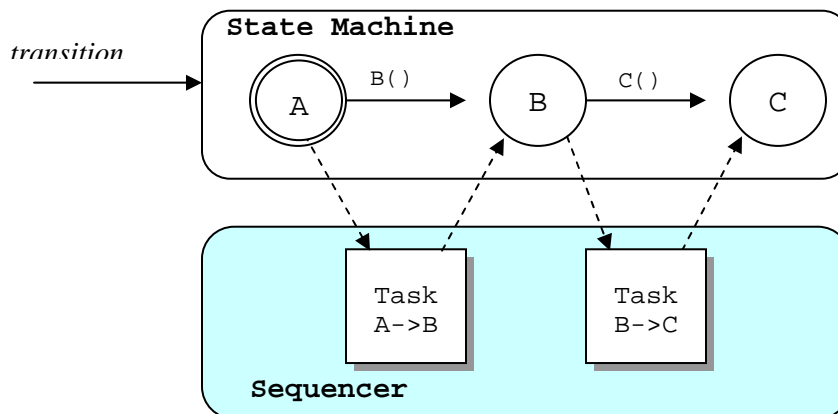 State Machine
transition
B()
C()
A
B
C
Task
A->B
Task
B->C
Sequencer